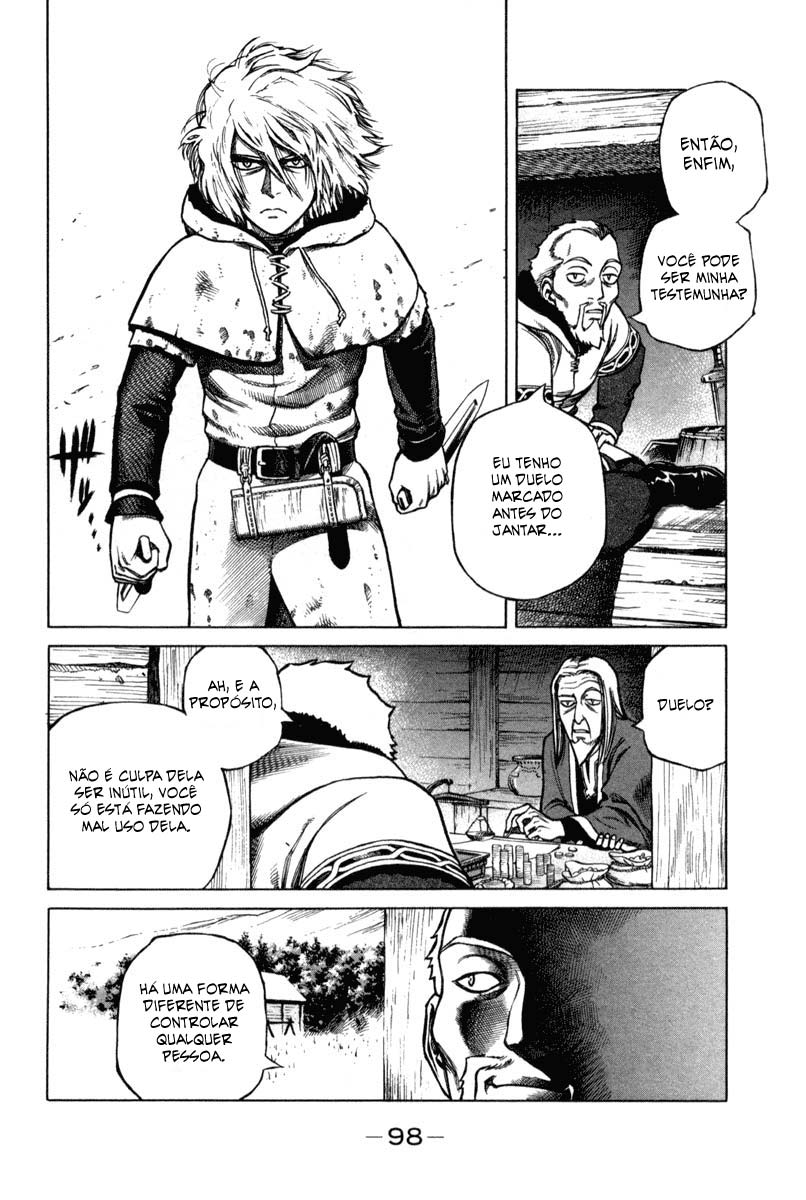 ENTÃO,
ENFIM,
VOCÊ PODE
SER MINHA
TESTEMUNHA?
EU TENHO
UM DUELO
MARCADO
ANTES DO
JANTAR...
DUELO?
AH, E A
PROPÓSITO,
NÃO É CULPA DELA
SER INÚTIL, VOCÊ
SÓ ESTÁ FAZENDO
MAL USO DELA.
HÁ UMA FORMA
DIFERENTE DE
CONTROLAR
QUALQUER
PESSOA.
—98—